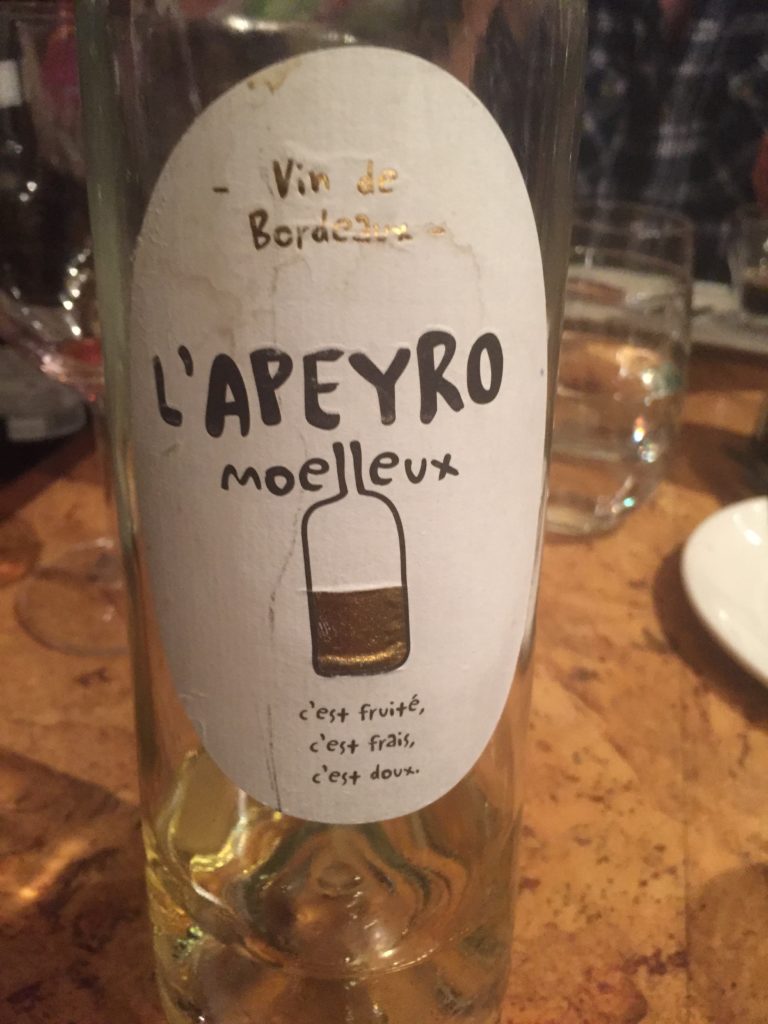 - Vin de
Bordeaux -
L'APEYRO
moelleux
c'est fruité,
c'est frais,
c'est doux.